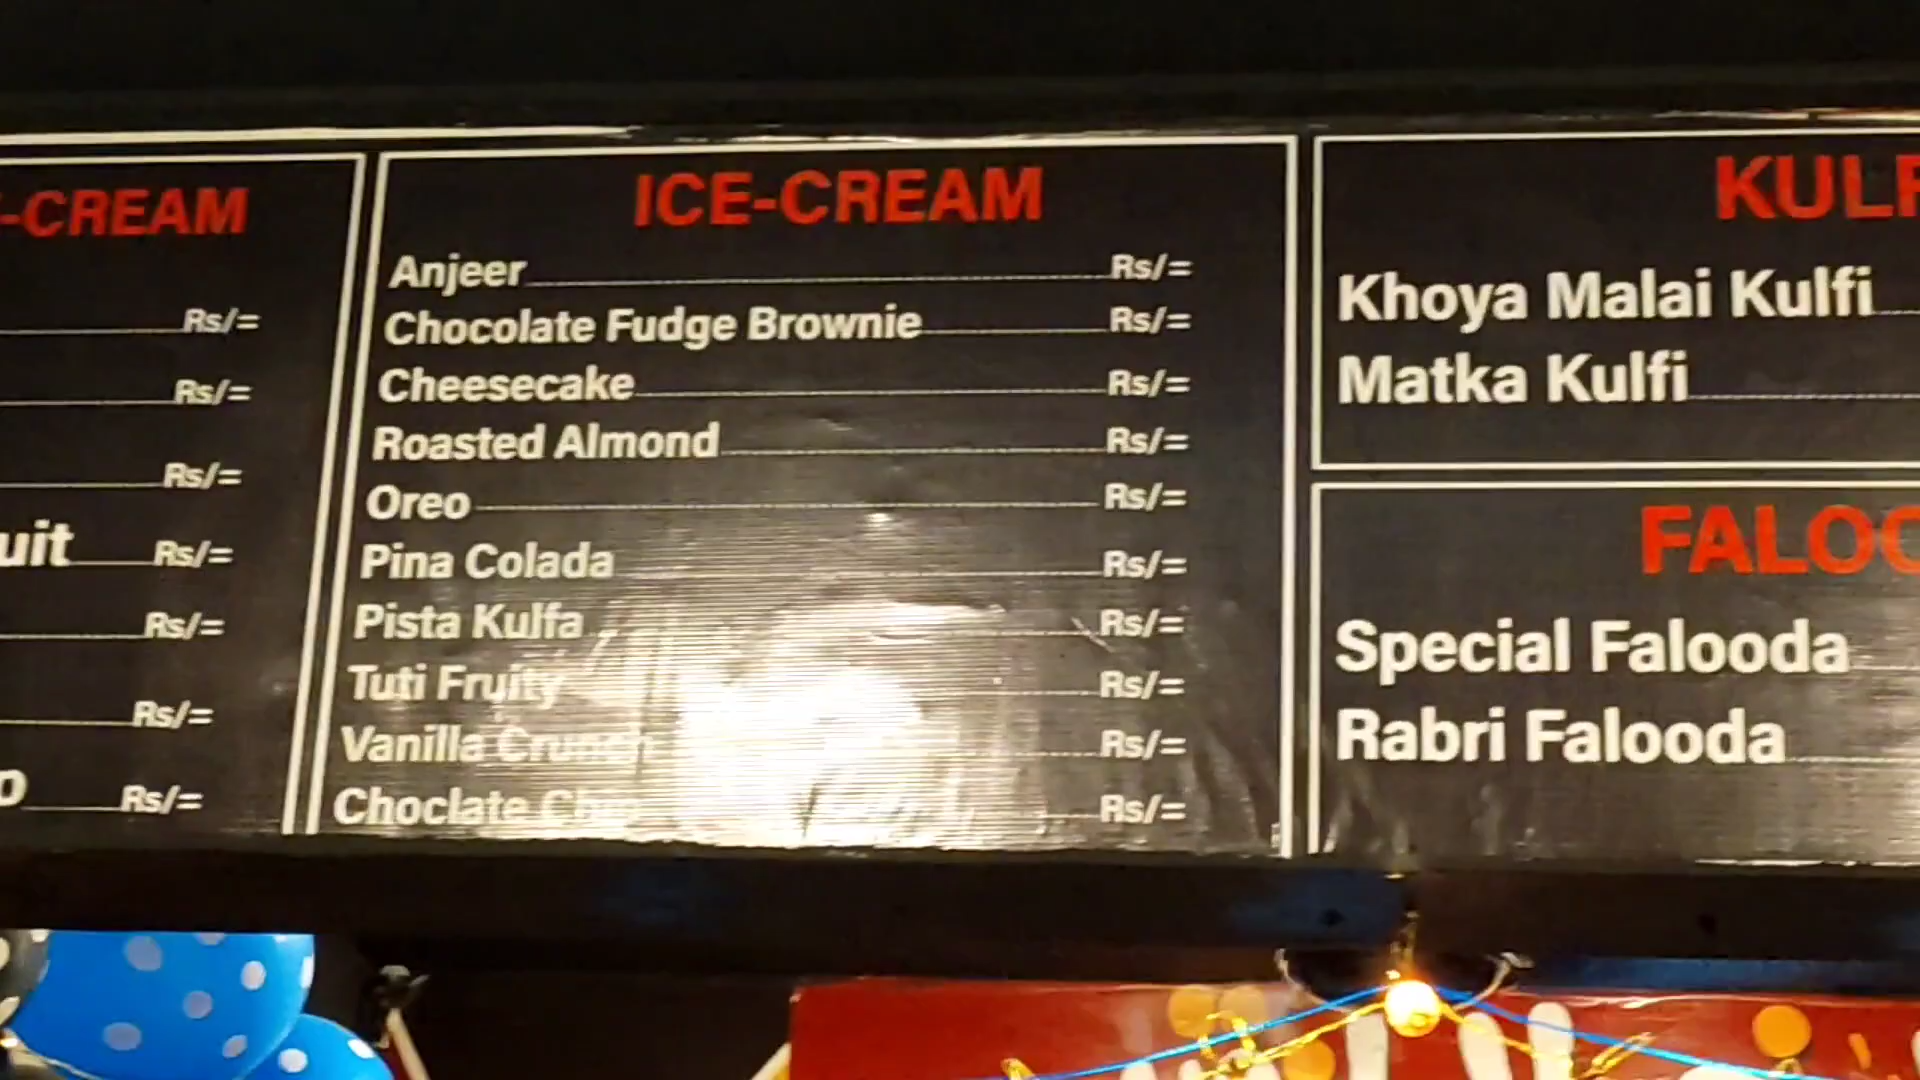 -CREAM
Rs/=
Rs/=
Rs/=
uit Rs/=
Rs/=
Rs/=
Rs/=
ICE-CREAM
Anjeer Rs/=
Chocolate Fudge Brownie Rs/=
Cheesecake Rs/=
Roasted Almond Rs/=
Oreo Rs/=
Pina Colada Rs/=
Pista Kulfa Rs/=
Tuti Fruity Rs/=
Vanilla Crunch Rs/=
Choclate Chip Rs/=
KULF
Khoya Malai Kulfi
Matka Kulfi
FALOO
Special Falooda
Rabri Falooda